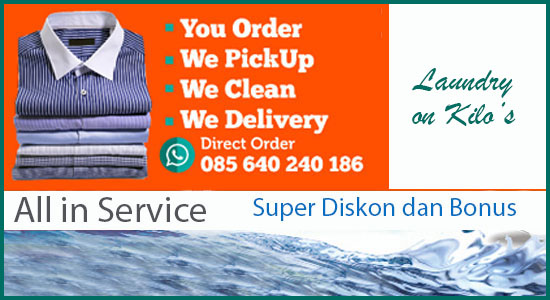 You Order
We PickUp
We Clean
We Delivery
Direct Order
085 640 240 186
Laundry
on Kilo's
All in Service
Super Diskon dan Bonus